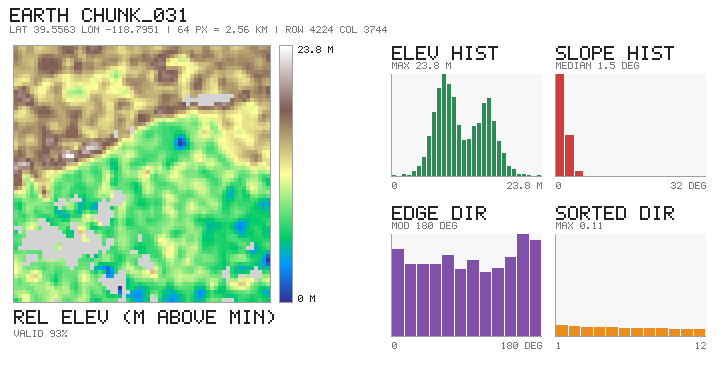 EARTH CHUNK_031
LAT 39.5563 LON -118.7951 | 64 PX = 2.56 KM | ROW 4224 COL 3744
23.8 M
0 M
REL ELEV (M ABOVE MIN)
VALID 93%
ELEV HIST
MAX 23.8 M
0 23.8 M
SLOPE HIST
MEDIAN 1.5 DEG
0 32 DEG
EDGE DIR
MOD 180 DEG
0 180 DEG
SORTED DIR
MAX 0.11
1 12